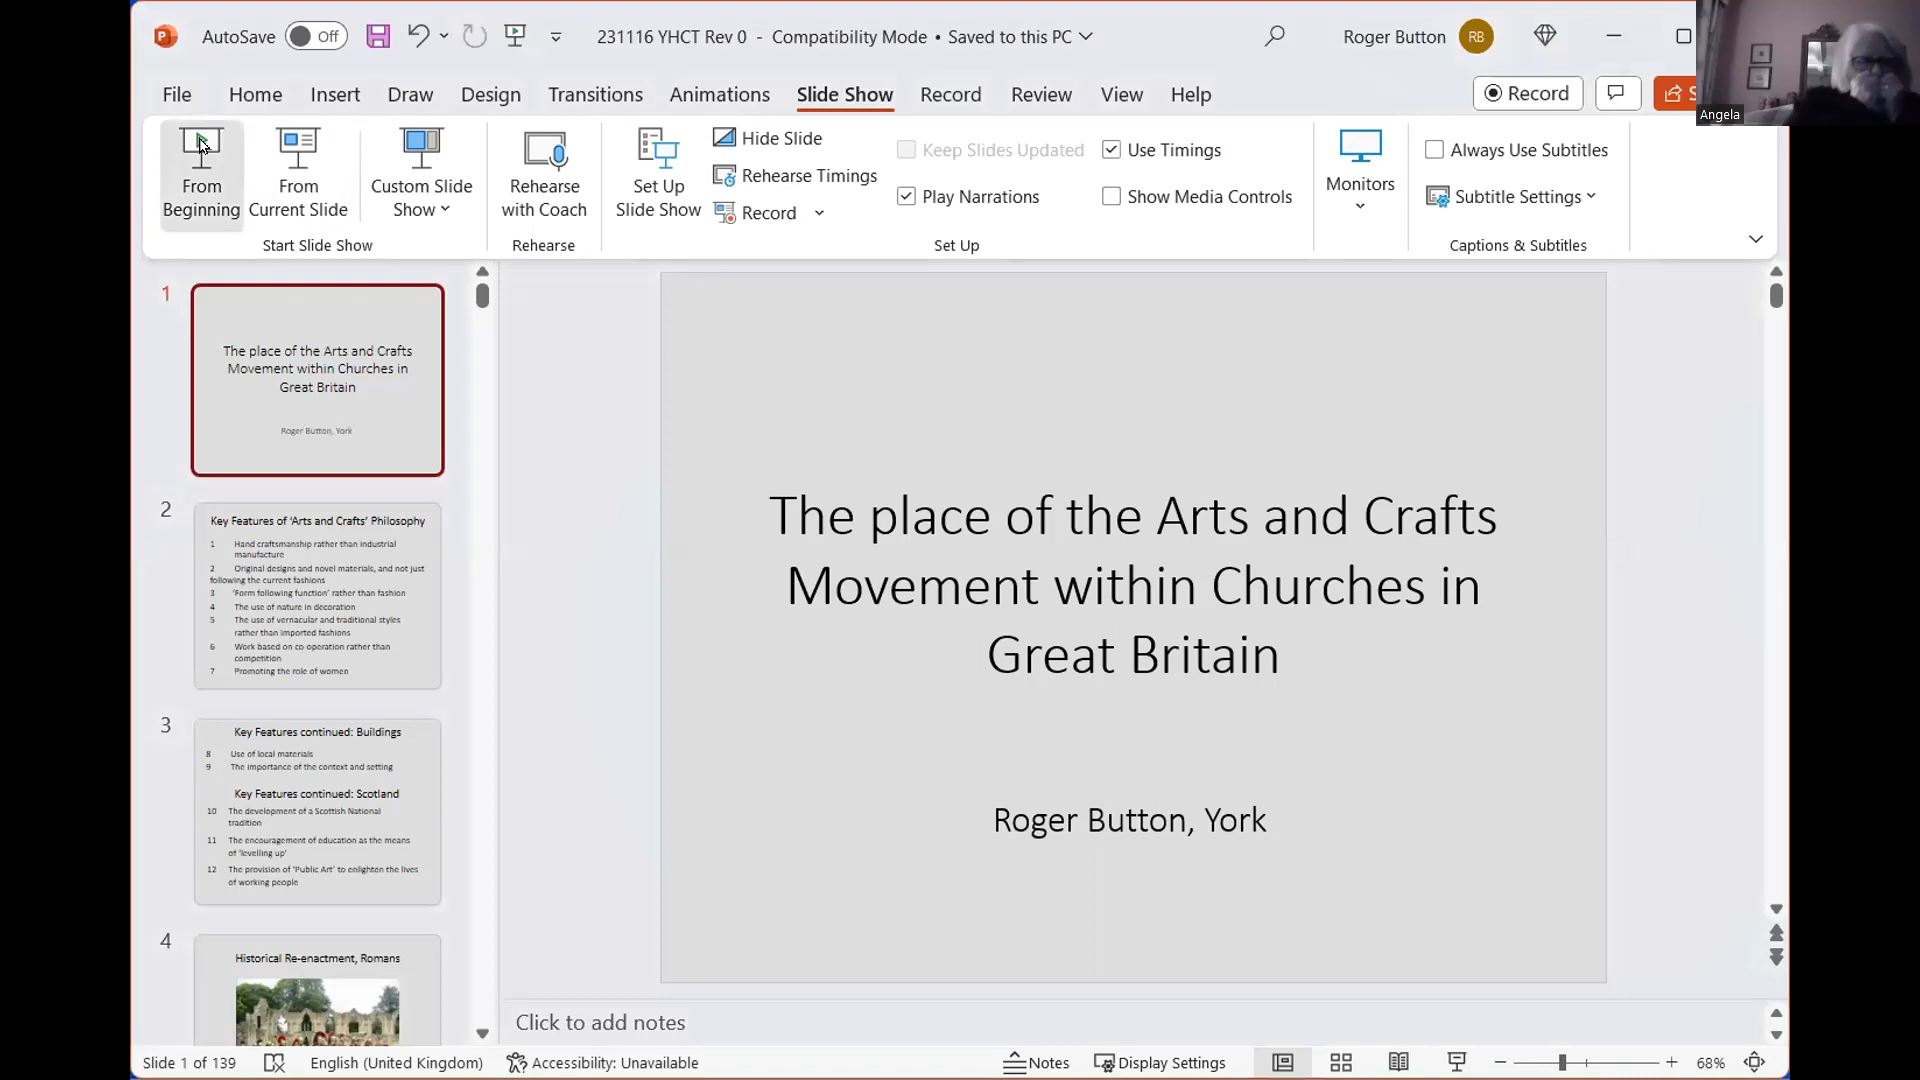 AutoSave Off 231116 YHCT Rev 0 - Compatibility Mode • Saved to this PC Roger Button RB
Angela
File Home Insert Draw Design Transitions Animations Slide Show Record Review View Help Record S
From Beginning
From Current Slide
Custom Slide Show
Start Slide Show
Rehearse with Coach
Rehearse
Set Up Slide Show
Hide Slide
Rehearse Timings
Record
Keep Slides Updated
Play Narrations
Use Timings
Show Media Controls
Set Up
Monitors
Always Use Subtitles
Subtitle Settings
Captions & Subtitles
1
The place of the Arts and Crafts
Movement within Churches in
Great Britain
Roger Button, York
2
Key Features of 'Arts and Crafts' Philosophy
1 Hand craftsmanship rather than industrial
manufacture
2 Original designs and novel materials, and not just
following the current fashions
3 'Form following function' rather than fashion
4 The use of nature in decoration
5 The use of vernacular and traditional styles
rather than imported fashions
6 Work based on co-operation rather than
competition
7 Promoting the role of women
3
Key Features continued: Buildings
8 Use of local materials
9 The importance of the context and setting
Key Features continued: Scotland
10 The development of a Scottish National
tradition
11 The encouragement of education as the means
of 'levelling up'
12 The provision of 'Public Art' to enlighten the lives
of working people
4
Historical Re-enactment, Romans
The place of the Arts and Crafts
Movement within Churches in
Great Britain
Roger Button, York
Click to add notes
Slide 1 of 139 English (United Kingdom) Accessibility: Unavailable Notes Display Settings 68%